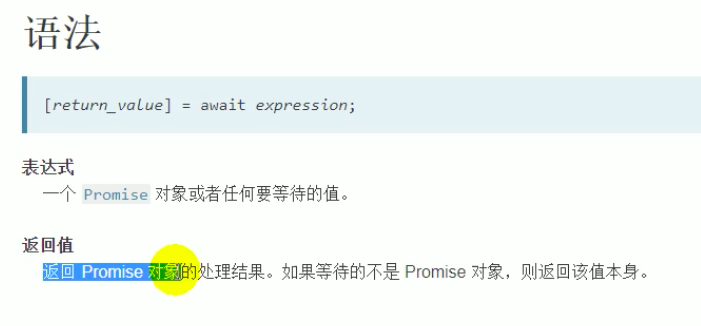 语法
[return_value] = await expression;
表达式
一个 Promise 对象或者任何要等待的值。
返回值
返回 Promise 对象的处理结果。如果等待的不是 Promise 对象，则返回该值本身。